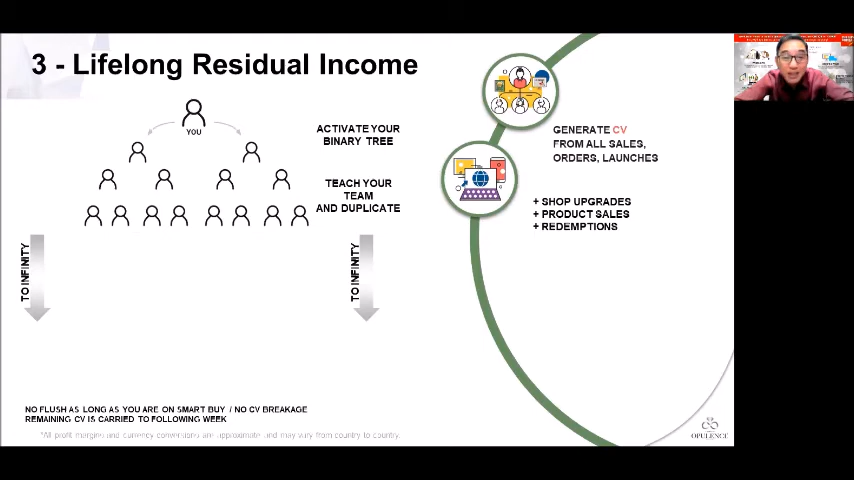 3 - Lifelong Residual Income
YOU
ACTIVATE YOUR
BINARY TREE
TEACH YOUR
TEAM
AND DUPLICATE
TO INFINITY
TO INFINITY
GENERATE CV
FROM ALL SALES,
ORDERS, LAUNCHES
+ SHOP UPGRADES
+ PRODUCT SALES
+ REDEMPTIONS
NO FLUSH AS LONG AS YOU ARE ON SMART BUY / NO CV BREAKAGE
REMAINING CV IS CARRIED TO FOLLOWING WEEK
*All profit margins and currency conversions are approximate and may vary from country to country.
OPULENCE